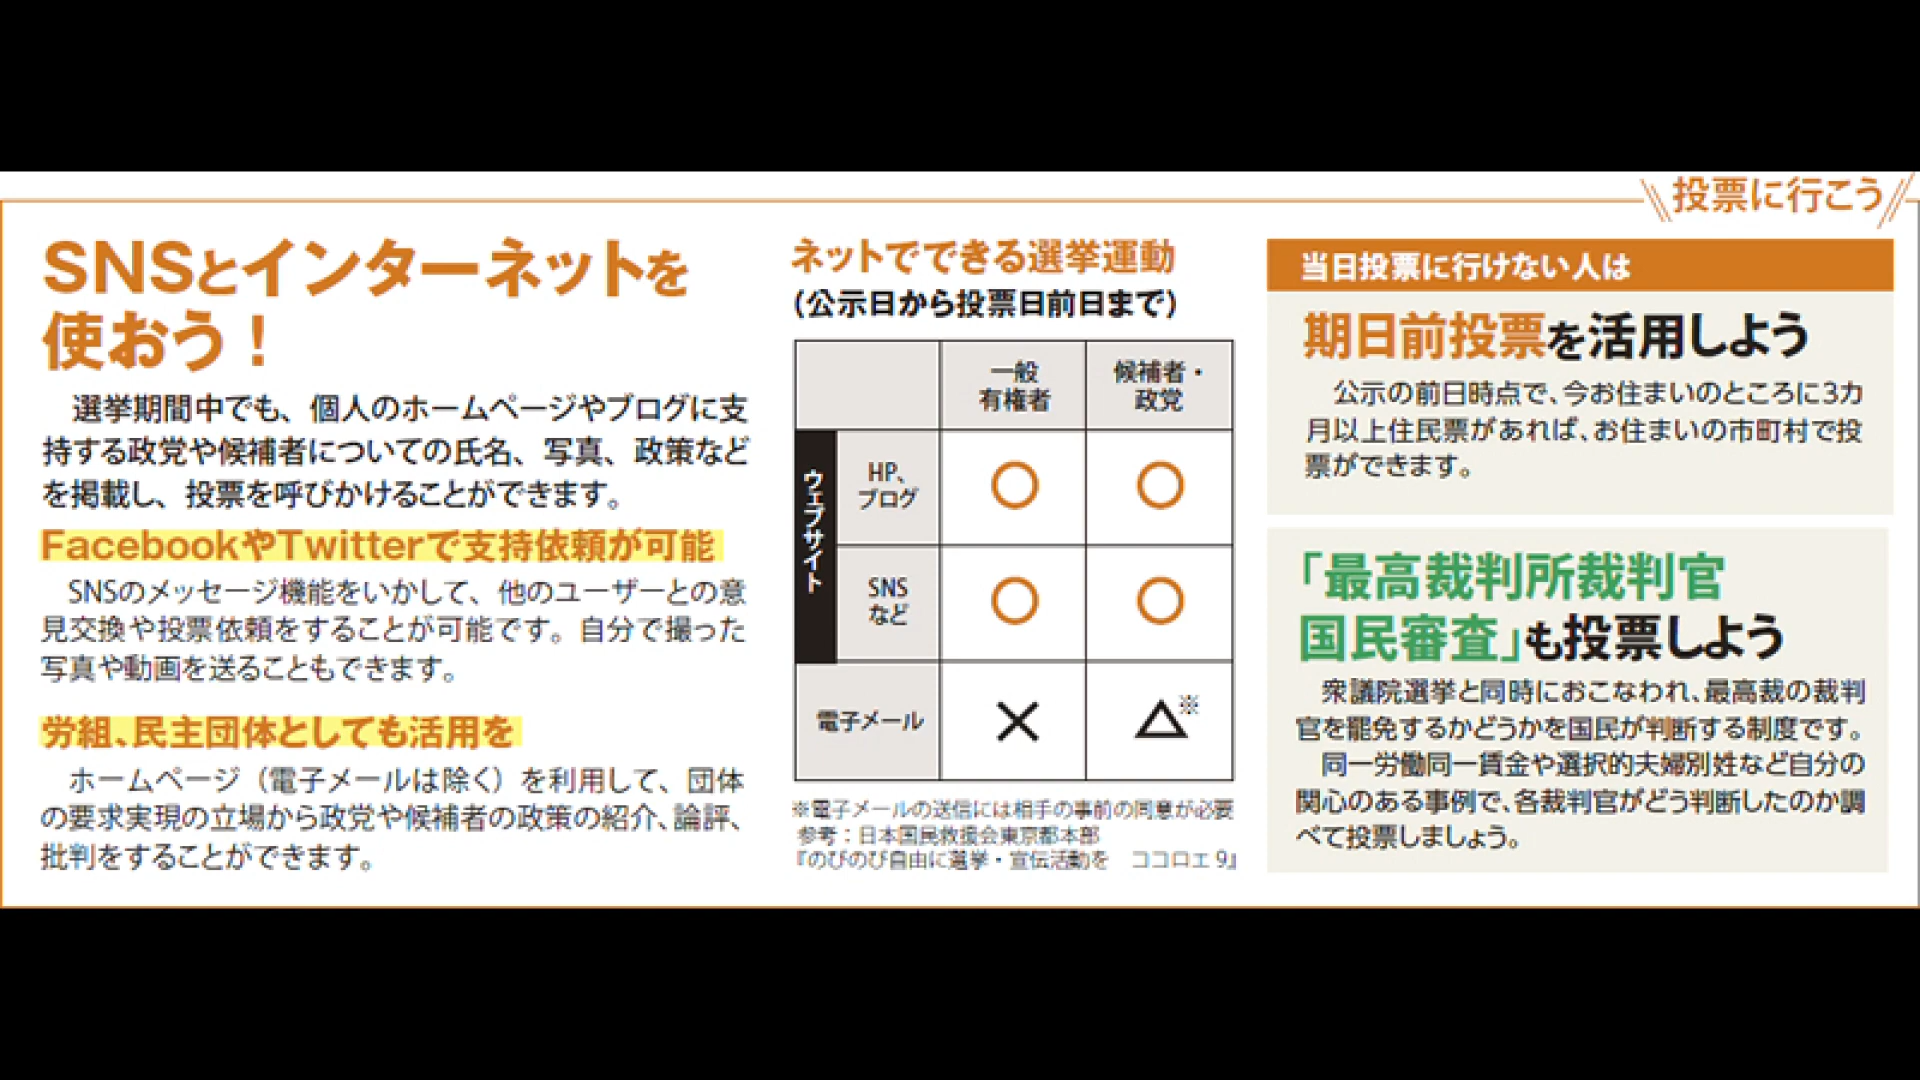 投票に行こう
SNSとインターネットを
使おう！
選挙期間中でも、個人のホームページやブログに支
持する政党や候補者についての氏名、写真、政策など
を掲載し、投票を呼びかけることができます。
FacebookやTwitterで支持依頼が可能
SNSのメッセージ機能をいかして、他のユーザーとの意
見交換や投票依頼をすることが可能です。自分で撮った
写真や動画を送ることもできます。
労組、民主団体としても活用を
ホームページ（電子メールは除く）を利用して、団体
の要求実現の立場から政党や候補者の政策の紹介、論評、
批判をすることができます。
ネットでできる選挙運動
（公示日から投票日前日まで）
一般
有権者
候補者・
政党
ウェブサイト
HP、
ブログ
○
○
SNS
など
○
○
電子メール
×
△※
※電子メールの送信には相手の事前の同意が必要
参考：日本国民救援会東京都本部
『のびのび自由に選挙・宣伝活動を　ココロエ9』
当日投票に行けない人は
期日前投票を活用しよう
公示の前日時点で、今お住まいのところに3カ
月以上住民票があれば、お住まいの市町村で投
票ができます。
「最高裁判所裁判官
国民審査」も投票しよう
衆議院選挙と同時におこなわれ、最高裁の裁判
官を罷免するかどうかを国民が判断する制度です。
同一労働同一賃金や選択的夫婦別姓など自分の
関心のある事例で、各裁判官がどう判断したのか調
べて投票しましょう。